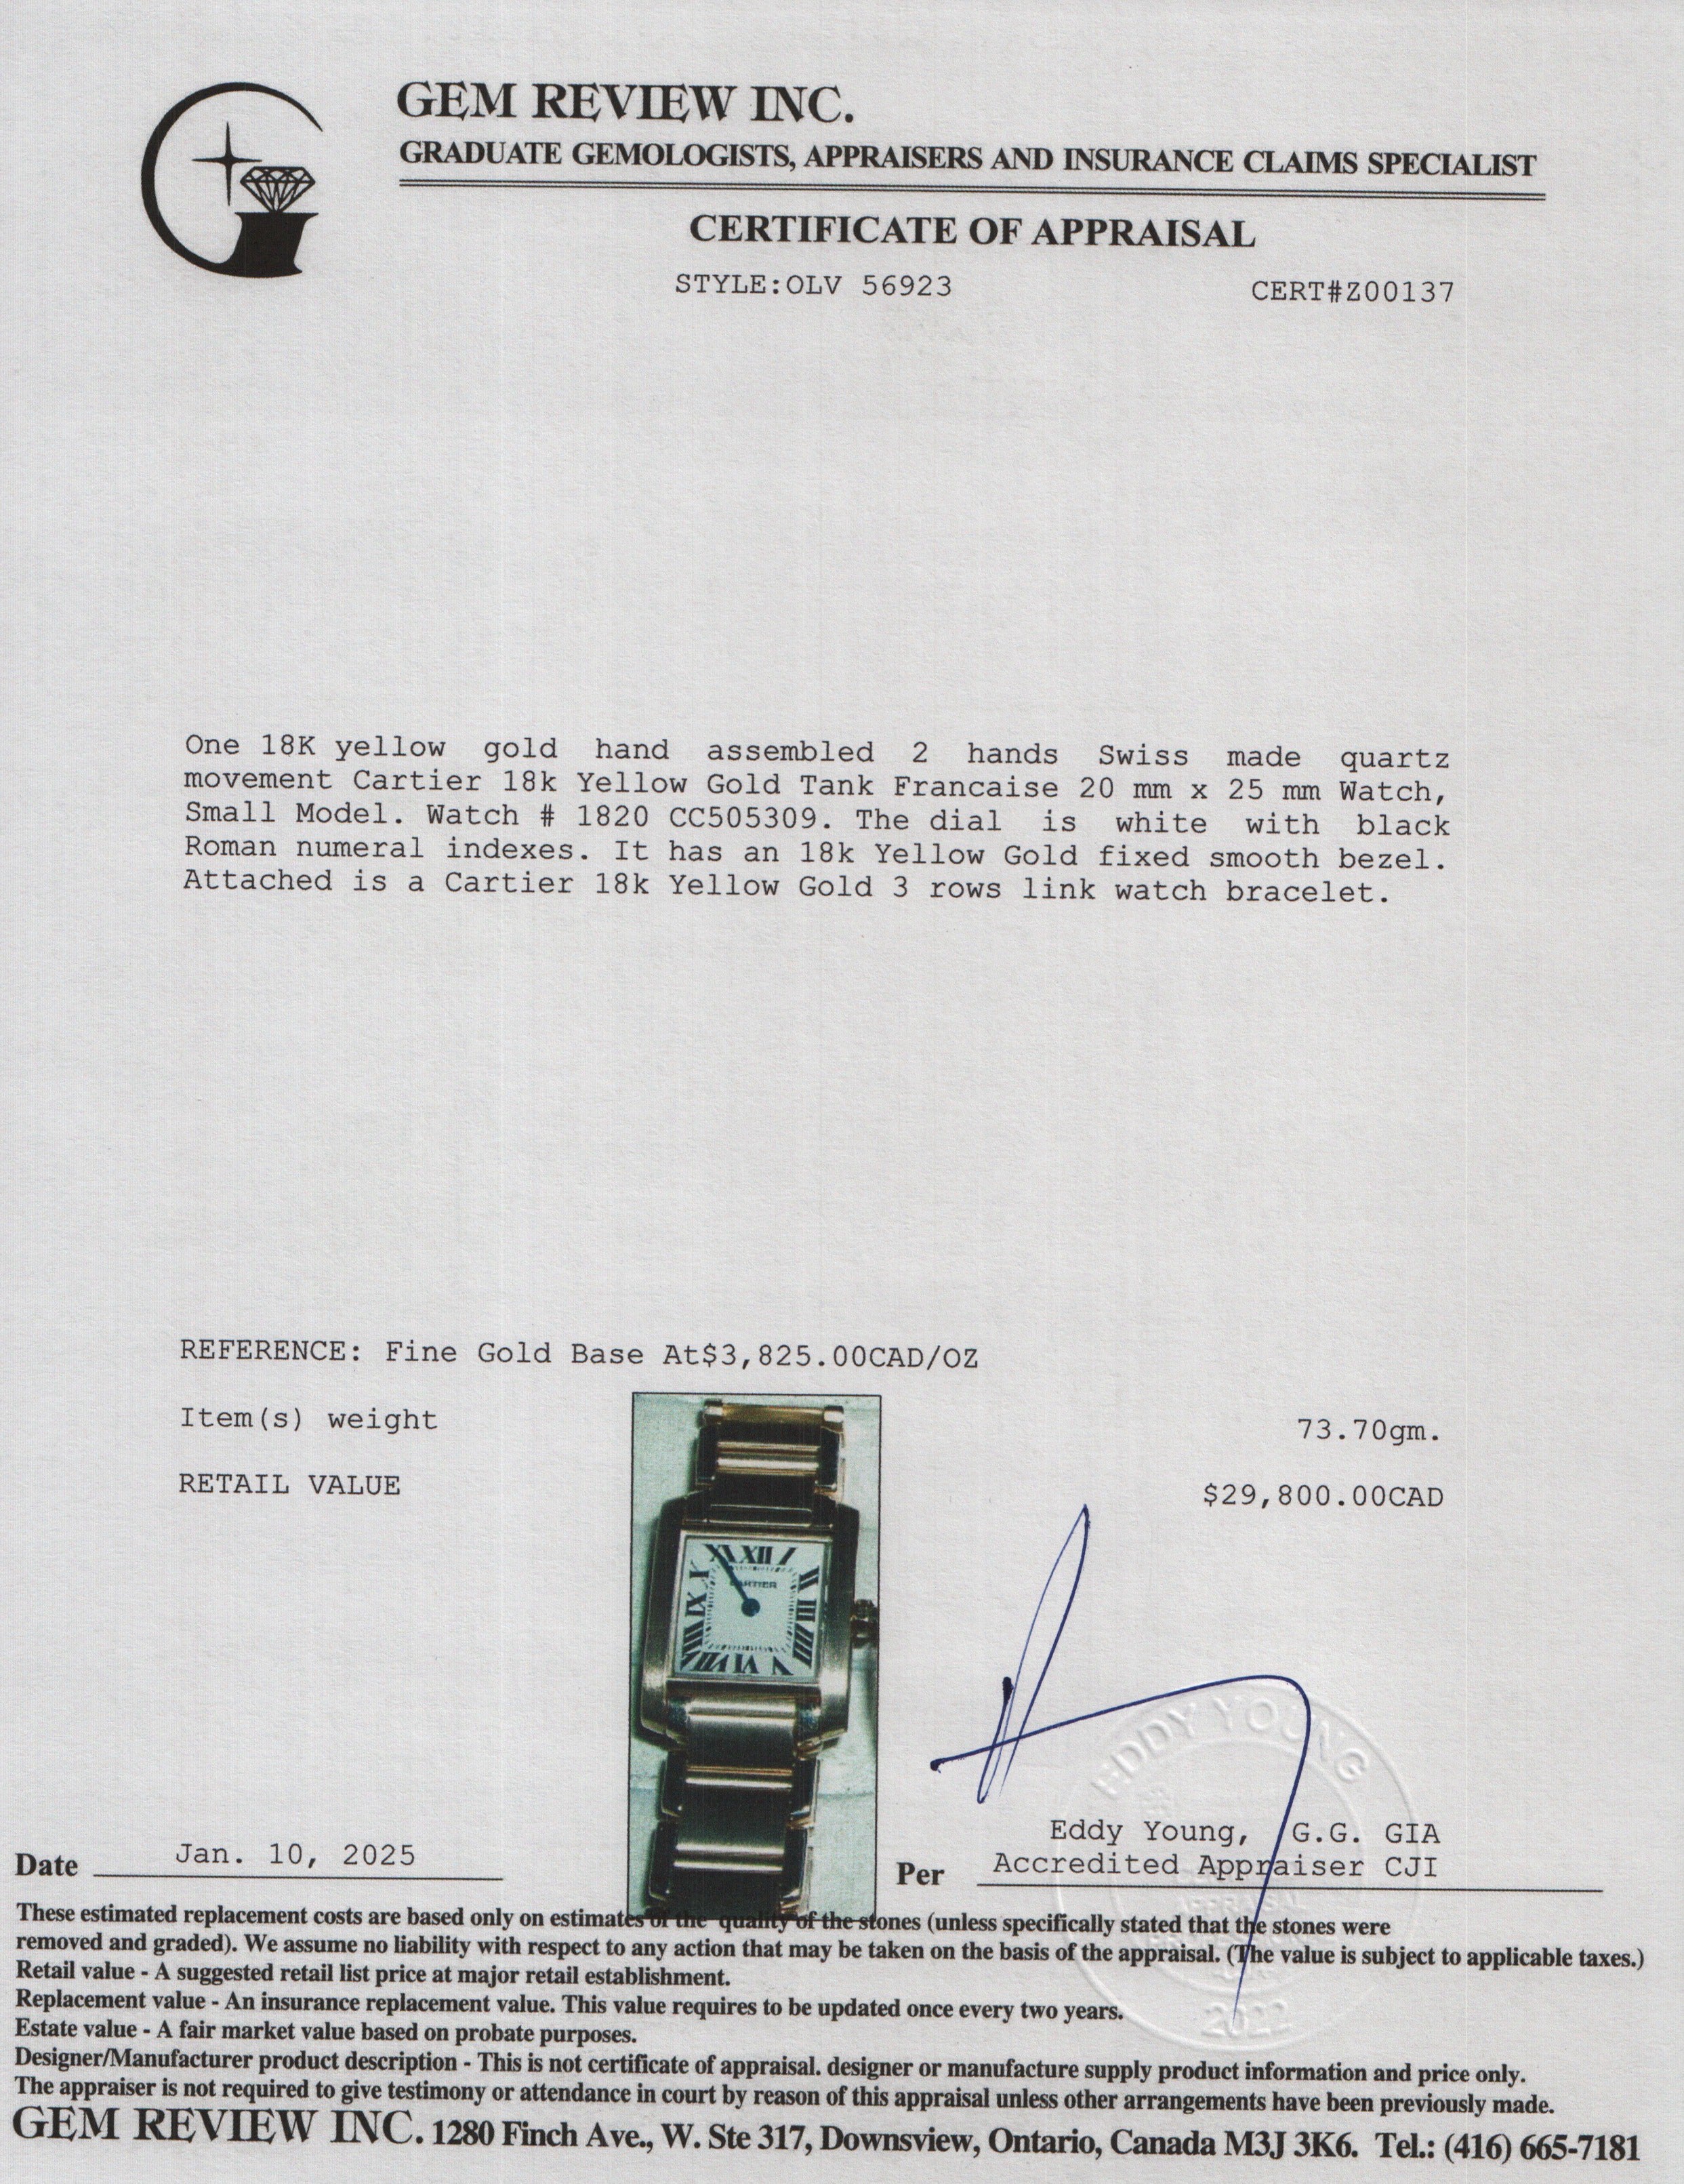 GEM REVIEW INC.
GRADUATE GEMOLOGISTS, APPRAISERS AND INSURANCE CLAIMS SPECIALIST
CERTIFICATE OF APPRAISAL
STYLE:OLV 56923 CERT#Z00137
One 18K yellow gold hand assembled 2 hands Swiss made quartz
movement Cartier 18k Yellow Gold Tank Francaise 20 mm x 25 mm Watch,
Small Model. Watch # 1820 CC505309. The dial is white with black
Roman numeral indexes. It has an 18k Yellow Gold fixed smooth bezel.
Attached is a Cartier 18k Yellow Gold 3 rows link watch bracelet.
REFERENCE: Fine Gold Base At$3,825.00CAD/OZ
Item(s) weight 73.70gm.
RETAIL VALUE $29,800.00CAD
XI XII I
X II
IX III
VIII IIII
VII VI V
CARTIER
EDDY YOUNG
Eddy Young, G.G. GIA
Date Jan. 10, 2025 Per Accredited Appraiser CJI
These estimated replacement costs are based only on estimates of the quality of the stones (unless specifically stated that the stones were
removed and graded). We assume no liability with respect to any action that may be taken on the basis of the appraisal. (The value is subject to applicable taxes.)
Retail value - A suggested retail list price at major retail establishment.
Replacement value - An insurance replacement value. This value requires to be updated once every two years.
2022
Estate value - A fair market value based on probate purposes.
Designer/Manufacturer product description - This is not certificate of appraisal. designer or manufacture supply product information and price only.
The appraiser is not required to give testimony or attendance in court by reason of this appraisal unless other arrangements have been previously made.
GEM REVIEW INC. 1280 Finch Ave., W. Ste 317, Downsview, Ontario, Canada M3J 3K6. Tel.: (416) 665-7181